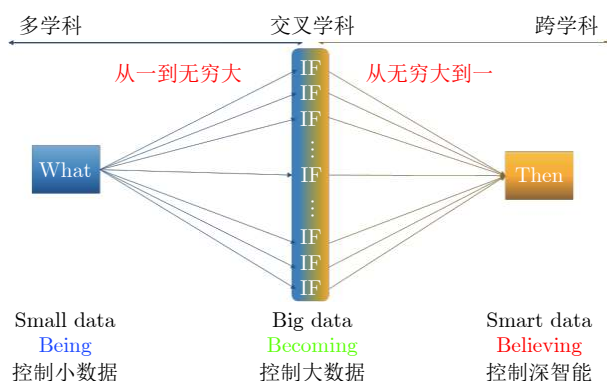 多学科 交叉学科 跨学科
从一到无穷大 从无穷大到一
IF
IF
IF
⋮
What IF Then
⋮
IF
IF
IF
Small data Big data Smart data
Being Becoming Believing
控制小数据 控制大数据 控制深智能